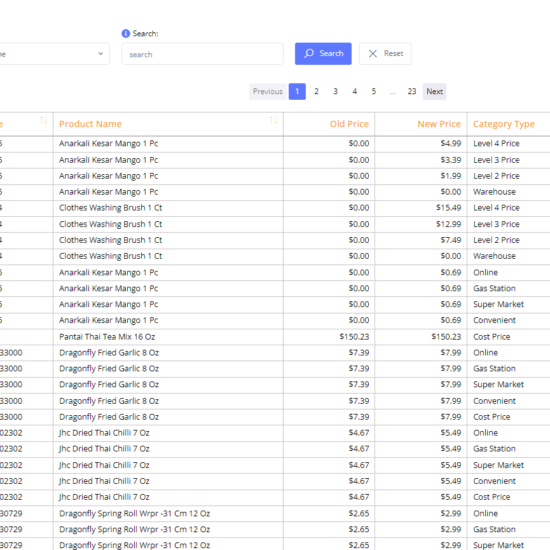 Search:
search
Search
Reset
Previous 1 2 3 4 5 ... 23 Next
Product Name Old Price New Price Category Type
Anarkali Kesar Mango 1 Pc $0.00 $4.99 Level 4 Price
Anarkali Kesar Mango 1 Pc $0.00 $3.39 Level 3 Price
Anarkali Kesar Mango 1 Pc $0.00 $1.99 Level 2 Price
Anarkali Kesar Mango 1 Pc $0.00 $0.00 Warehouse
4 Clothes Washing Brush 1 Ct $0.00 $15.49 Level 4 Price
4 Clothes Washing Brush 1 Ct $0.00 $12.99 Level 3 Price
4 Clothes Washing Brush 1 Ct $0.00 $7.49 Level 2 Price
4 Clothes Washing Brush 1 Ct $0.00 $0.00 Warehouse
Anarkali Kesar Mango 1 Pc $0.00 $0.69 Online
Anarkali Kesar Mango 1 Pc $0.00 $0.69 Gas Station
Anarkali Kesar Mango 1 Pc $0.00 $0.69 Super Market
Anarkali Kesar Mango 1 Pc $0.00 $0.69 Convenient
Pantai Thai Tea Mix 16 Oz $150.23 $150.23 Cost Price
33000 Dragonfly Fried Garlic 8 Oz $7.39 $7.99 Online
33000 Dragonfly Fried Garlic 8 Oz $7.39 $7.99 Gas Station
33000 Dragonfly Fried Garlic 8 Oz $7.39 $7.99 Super Market
33000 Dragonfly Fried Garlic 8 Oz $7.39 $7.99 Convenient
33000 Dragonfly Fried Garlic 8 Oz $7.39 $7.99 Cost Price
02302 Jhc Dried Thai Chilli 7 Oz $4.67 $5.49 Online
02302 Jhc Dried Thai Chilli 7 Oz $4.67 $5.49 Gas Station
02302 Jhc Dried Thai Chilli 7 Oz $4.67 $5.49 Super Market
02302 Jhc Dried Thai Chilli 7 Oz $4.67 $5.49 Convenient
02302 Jhc Dried Thai Chilli 7 Oz $4.67 $5.49 Cost Price
30729 Dragonfly Spring Roll Wrpr -31 Cm 12 Oz $2.65 $2.99 Online
30729 Dragonfly Spring Roll Wrpr -31 Cm 12 Oz $2.65 $2.99 Gas Station
30729 Dragonfly Spring Roll Wrpr -31 Cm 12 Oz $2.65 $2.99 Super Market